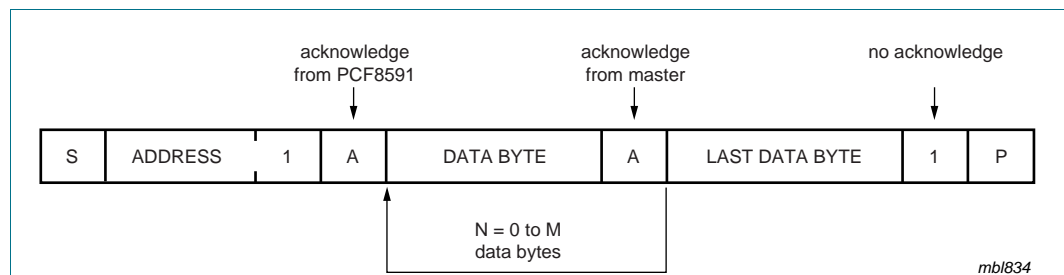 acknowledge
from PCF8591
acknowledge
from master
no acknowledge
S ADDRESS 1 A DATA BYTE A LAST DATA BYTE 1 P
N = 0 to M
data bytes
mbl834